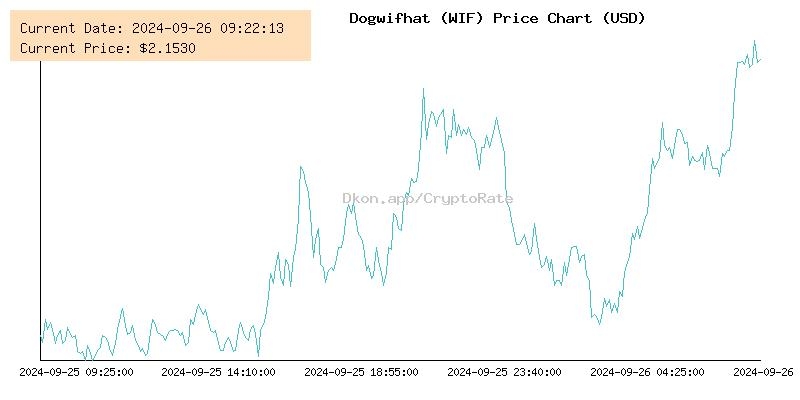 Dogwifhat (WIF) Price Chart (USD)
Current Date: 2024-09-26 09:22:13
Current Price: $2.1530
Dkon.app/CryptoRate
2024-09-25 09:25:00 2024-09-25 14:10:00 2024-09-25 18:55:00 2024-09-25 23:40:00 2024-09-26 04:25:00 2024-09-26